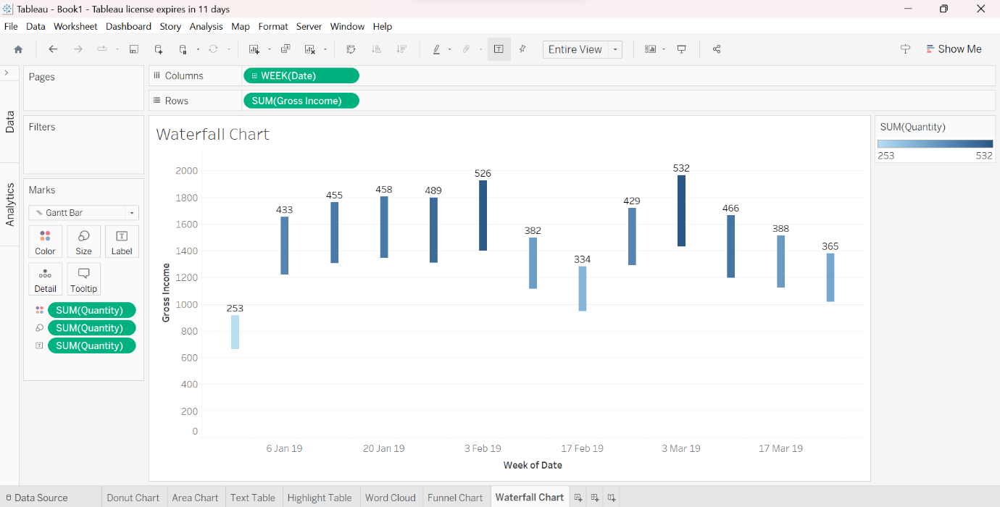 Tableau - Book1 - Tableau license expires in 11 days
File Data Worksheet Dashboard Story Analysis Map Format Server Window Help
Entire View
Show Me
Data
Analytics
Pages
Filters
Marks
Gantt Bar
Color Size Label
Detail Tooltip
SUM(Quantity)
SUM(Quantity)
SUM(Quantity)
Columns WEEK(Date)
Rows SUM(Gross Income)
Waterfall Chart
Gross Income
2000
1800
1600
1400
1200
1000
800
600
400
200
0
253 433 455 458 489 526 382 334 429 532 466 388 365
6 Jan 19 20 Jan 19 3 Feb 19 17 Feb 19 3 Mar 19 17 Mar 19
Week of Date
SUM(Quantity)
253 532
Data Source Donut Chart Area Chart Text Table Highlight Table Word Cloud Funnel Chart Waterfall Chart